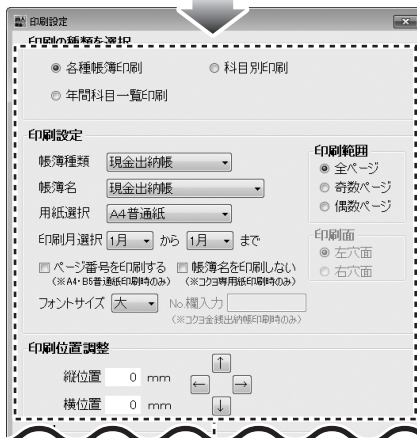 印刷設定
印刷の種類を選択
各種帳簿印刷 科目別印刷
年間科目一覧印刷
印刷設定
帳簿種類 現金出納帳
帳簿名 現金出納帳
用紙選択 A4普通紙
印刷月選択 1月 から 1月 まで
ページ番号を印刷する 帳簿名を印刷しない
(※A4・B5普通紙印刷時のみ) (※コクヨ専用紙印刷時のみ)
フォントサイズ 大 No.欄入力
(※コクヨ金銭出納帳印刷時のみ)
印刷範囲
全ページ
奇数ページ
偶数ページ
印刷面
左穴面
右穴面
印刷位置調整
縦位置 0 mm
横位置 0 mm
↑
← →
↓